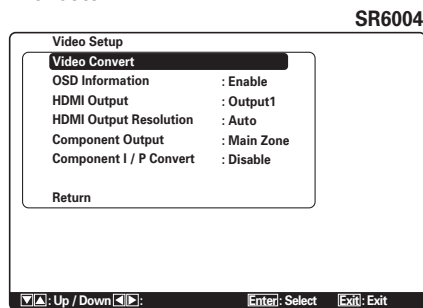 SR6004
Video Setup
Video Convert
OSD Information : Enable
HDMI Output : Output1
HDMI Output Resolution : Auto
Component Output : Main Zone
Component I / P Convert : Disable
Return
▼▲: Up / Down ◀▶: Enter: Select Exit: Exit